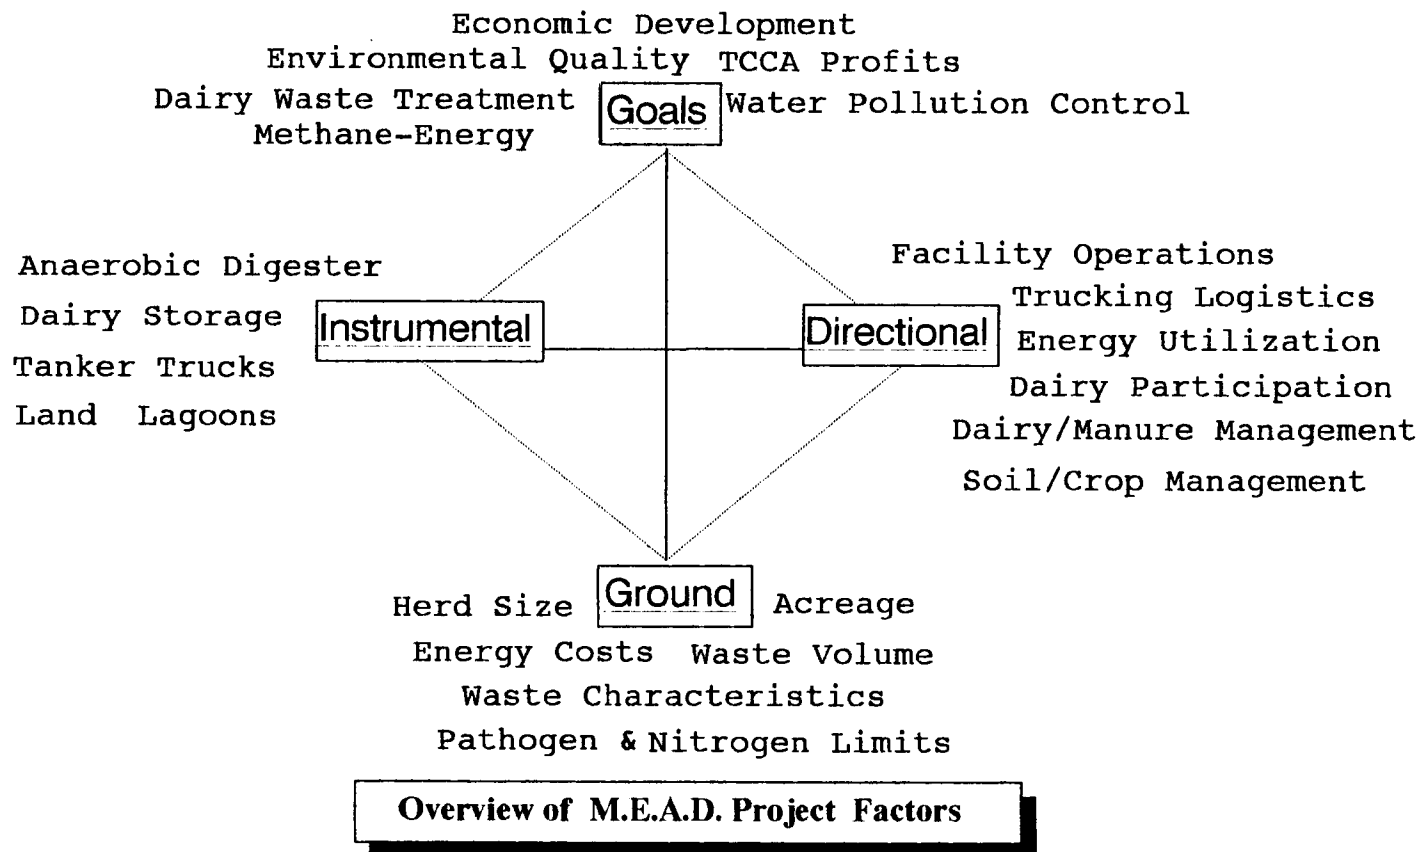 Economic Development
Environmental Quality TCCA Profits
Dairy Waste Treatment Goals Water Pollution Control
Methane-Energy
Anaerobic Digester
Dairy Storage
Tanker Trucks
Land Lagoons
Instrumental
Directional
Facility Operations
Trucking Logistics
Energy Utilization
Dairy Participation
Dairy/Manure Management
Soil/Crop Management
Herd Size Ground Acreage
Energy Costs Waste Volume
Waste Characteristics
Pathogen & Nitrogen Limits
Overview of M.E.A.D. Project Factors